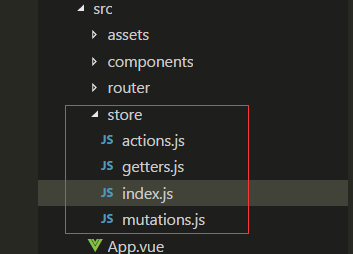 src
assets
components
router
store
JS actions.js
JS getters.js
JS index.js
JS mutations.js
App.vue